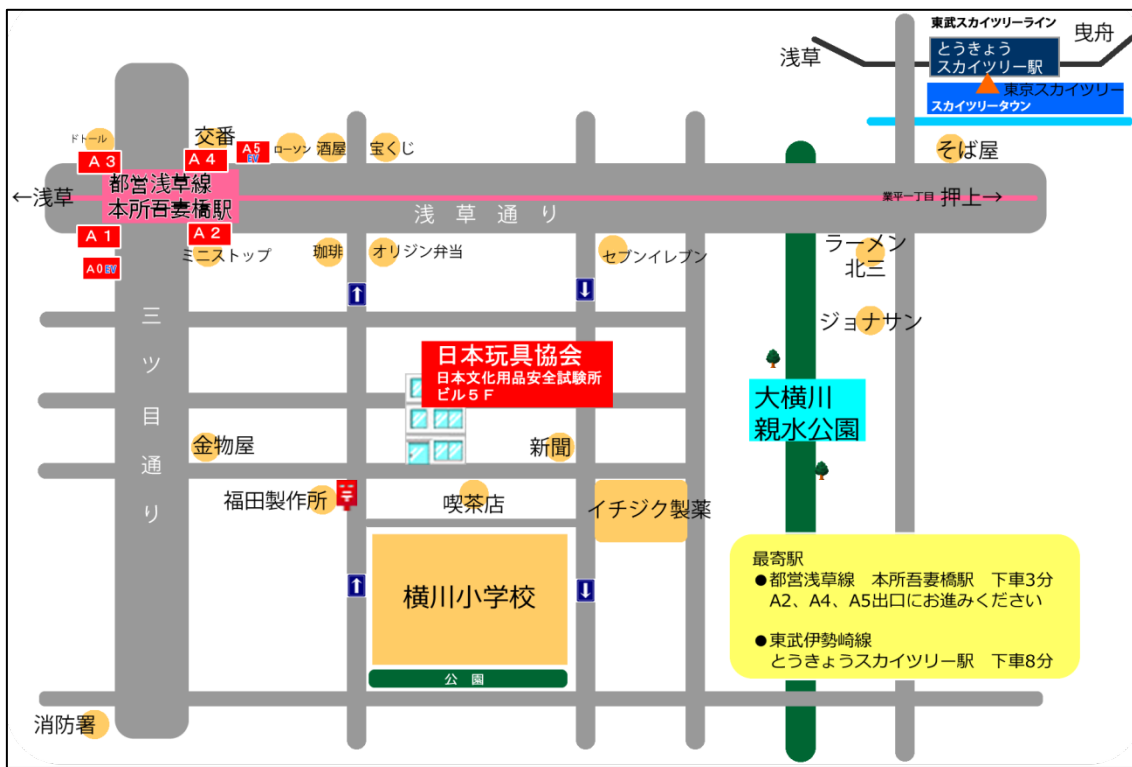 東武スカイツリーライン
浅草
とうきょう
スカイツリー駅
曳舟
東京スカイツリー
スカイツリータウン
ドトール
交番
A5
EV
ローソン
酒屋
宝くじ
そば屋
A3
A4
←浅草
都営浅草線
本所吾妻橋駅
浅草通り
業平一丁目
押上→
A1
A2
A0EV
ミニストップ
珈琲
オリジン弁当
セブンイレブン
ラーメン
北三
↑
↓
三ツ目通り
ジョナサン
日本玩具協会
日本文化用品安全試験所
ビル5F
大横川
親水公園
金物屋
新聞
福田製作所
〒
喫茶店
イチジク製薬
横川小学校
↑
↓
公園
消防署
最寄駅
●都営浅草線 本所吾妻橋駅 下車3分
A2、A4、A5出口にお進みください
●東武伊勢崎線
とうきょうスカイツリー駅 下車8分